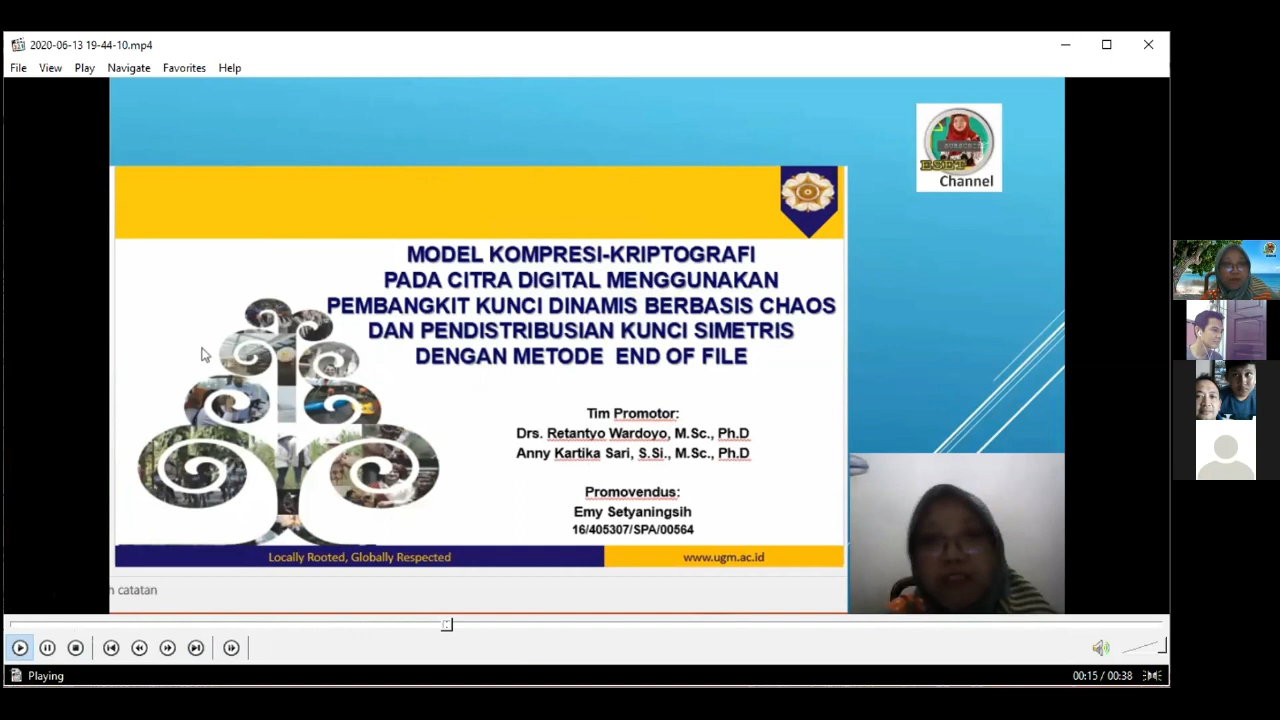 2020-06-13 19-44-10.mp4
File View Play Navigate Favorites Help
SUBSCRIBE
ESET
Channel
MODEL KOMPRESI-KRIPTOGRAFI
PADA CITRA DIGITAL MENGGUNAKAN
PEMBANGKIT KUNCI DINAMIS BERBASIS CHAOS
DAN PENDISTRIBUSIAN KUNCI SIMETRIS
DENGAN METODE END OF FILE
Tim Promotor:
Drs. Retantyo Wardoyo, M.Sc., Ph.D
Anny Kartika Sari, S.Si., M.Sc., Ph.D
Promovendus:
Emy Setyaningsih
16/405307/SPA/00564
Locally Rooted, Globally Respected
www.ugm.ac.id
catatan
Playing
00:15 / 00:38